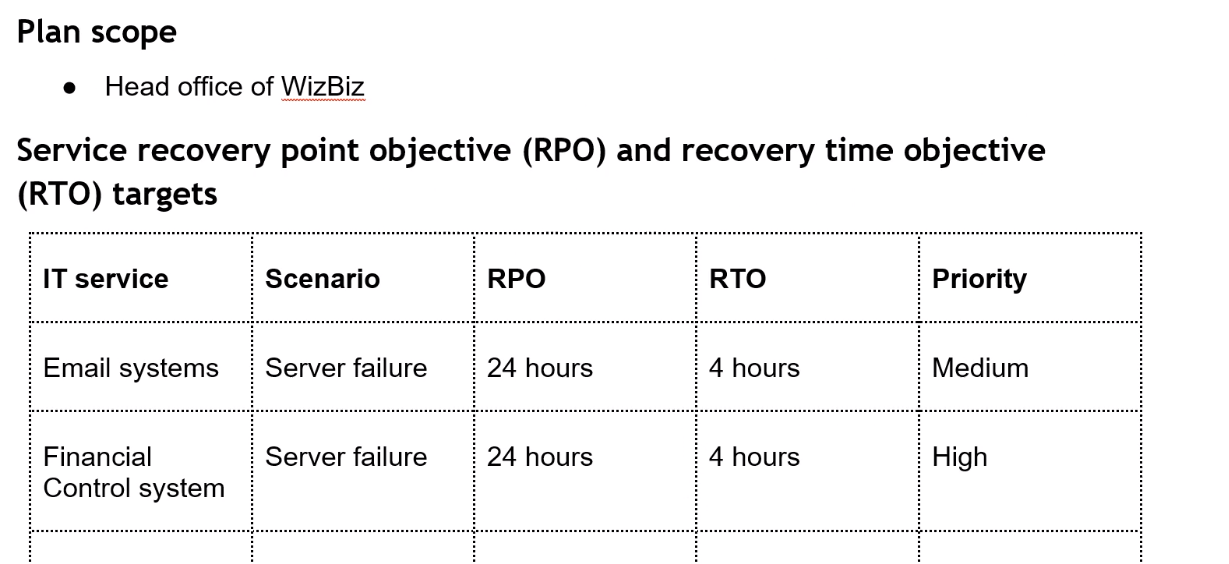 Plan scope
● Head office of WizBiz
Service recovery point objective (RPO) and recovery time objective
(RTO) targets
IT service Scenario RPO RTO Priority
Email systems Server failure 24 hours 4 hours Medium
Financial Server failure 24 hours 4 hours High
Control system